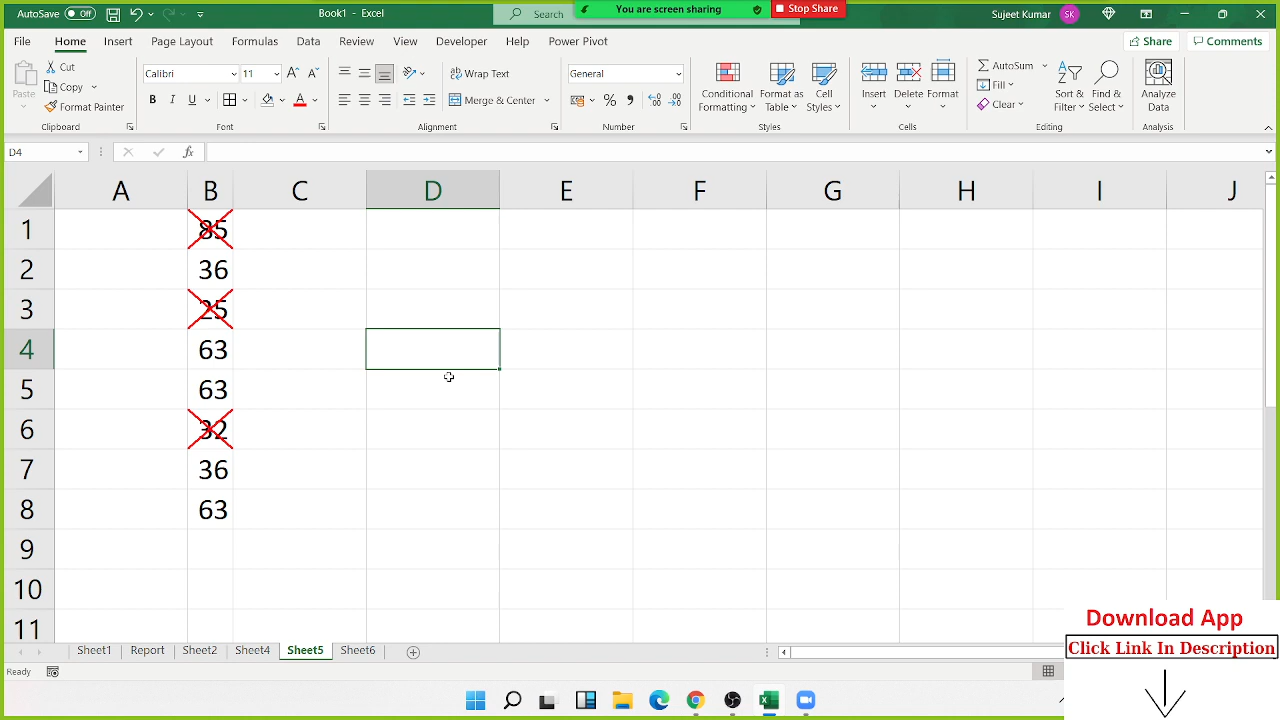 AutoSave Off Book1 - Excel Search You are screen sharing Stop Share Sujeet Kumar SK
File Home Insert Page Layout Formulas Data Review View Developer Help Power Pivot Share Comments
Paste Cut Copy Format Painter Clipboard
Calibri 11 B I U A Font
Wrap Text Merge & Center Alignment
General % Number
Conditional Formatting Format as Table Cell Styles Styles
Insert Delete Format Cells
AutoSum Fill Clear Sort & Filter Find & Select Editing
Analyze Data Analysis
D4 fx
A B C D E F G H I J
1 85
2 36
3 25
4 63
5 63
6 32
7 36
8 63
9
10
11
Download App
Click Link In Description
Sheet1 Report Sheet2 Sheet4 Sheet5 Sheet6
Ready